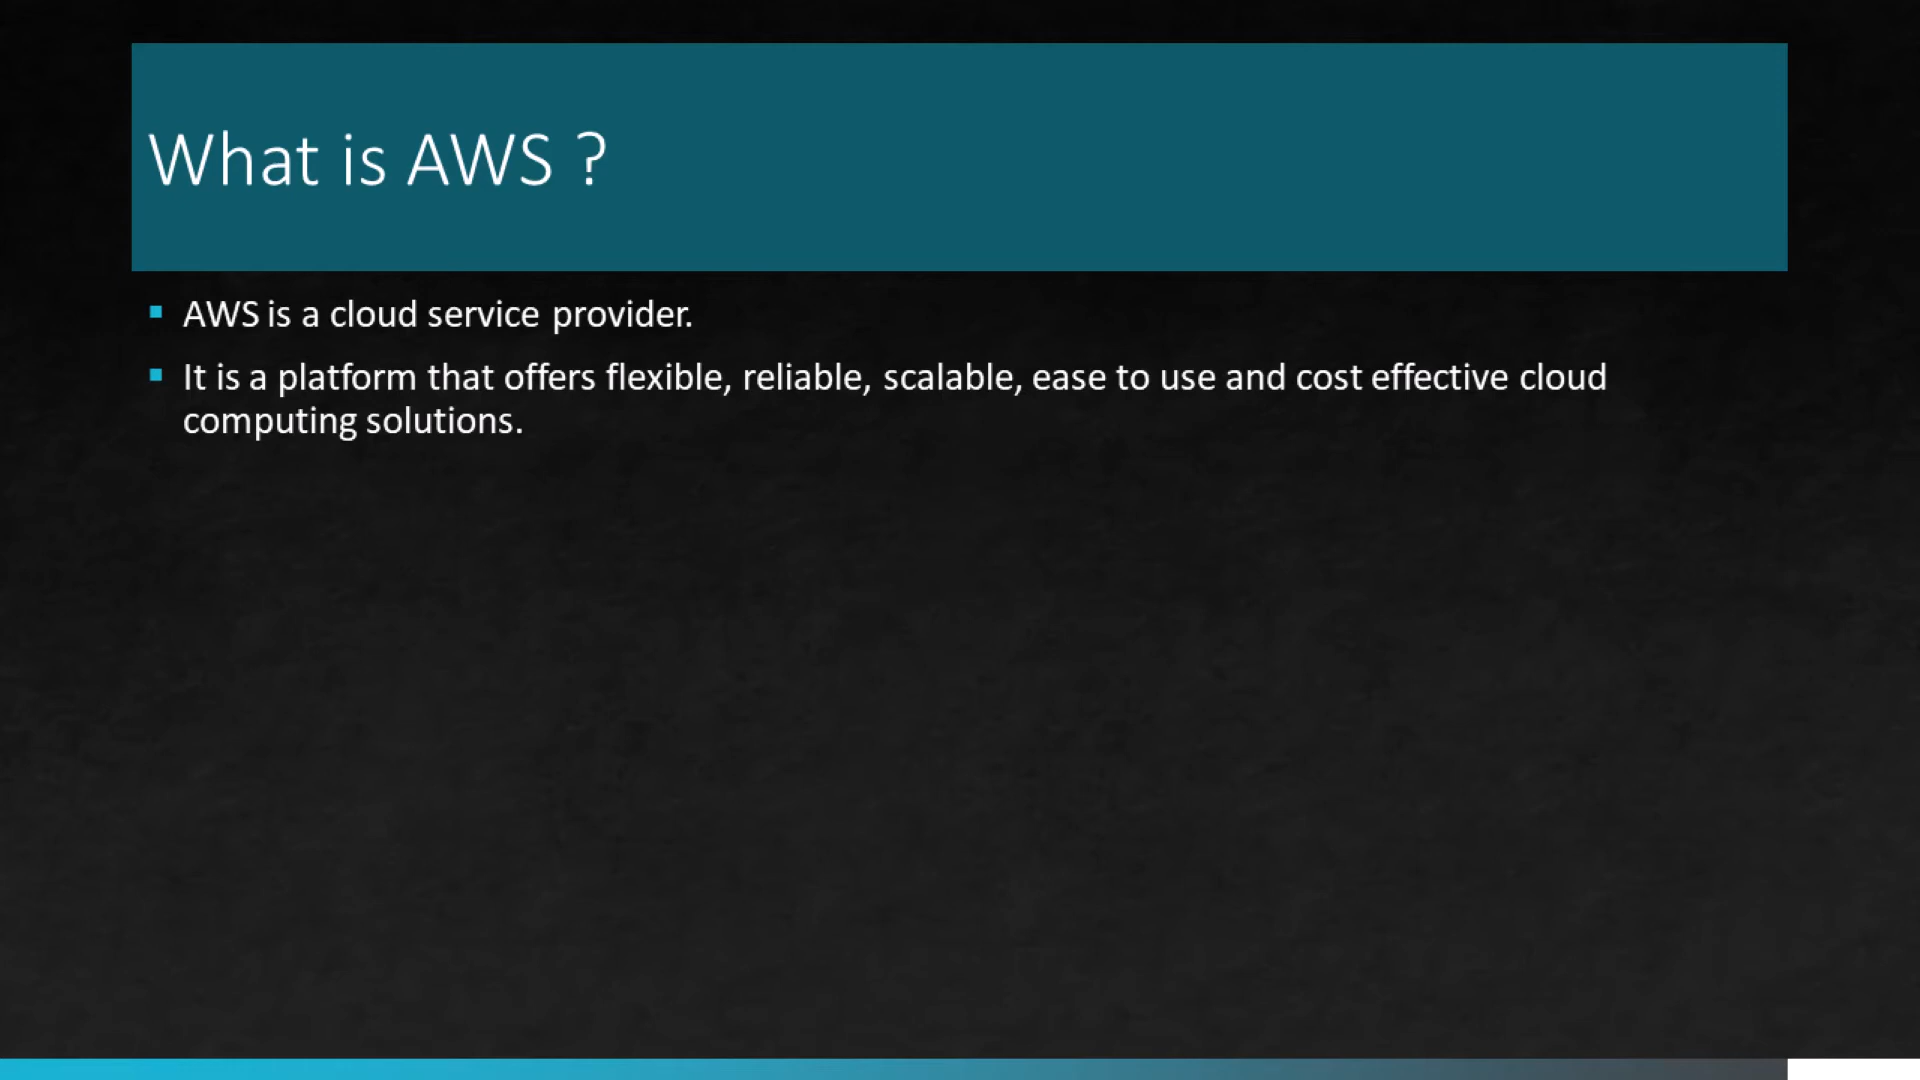 What is AWS ?
AWS is a cloud service provider.
It is a platform that offers flexible, reliable, scalable, ease to use and cost effective cloud
computing solutions.